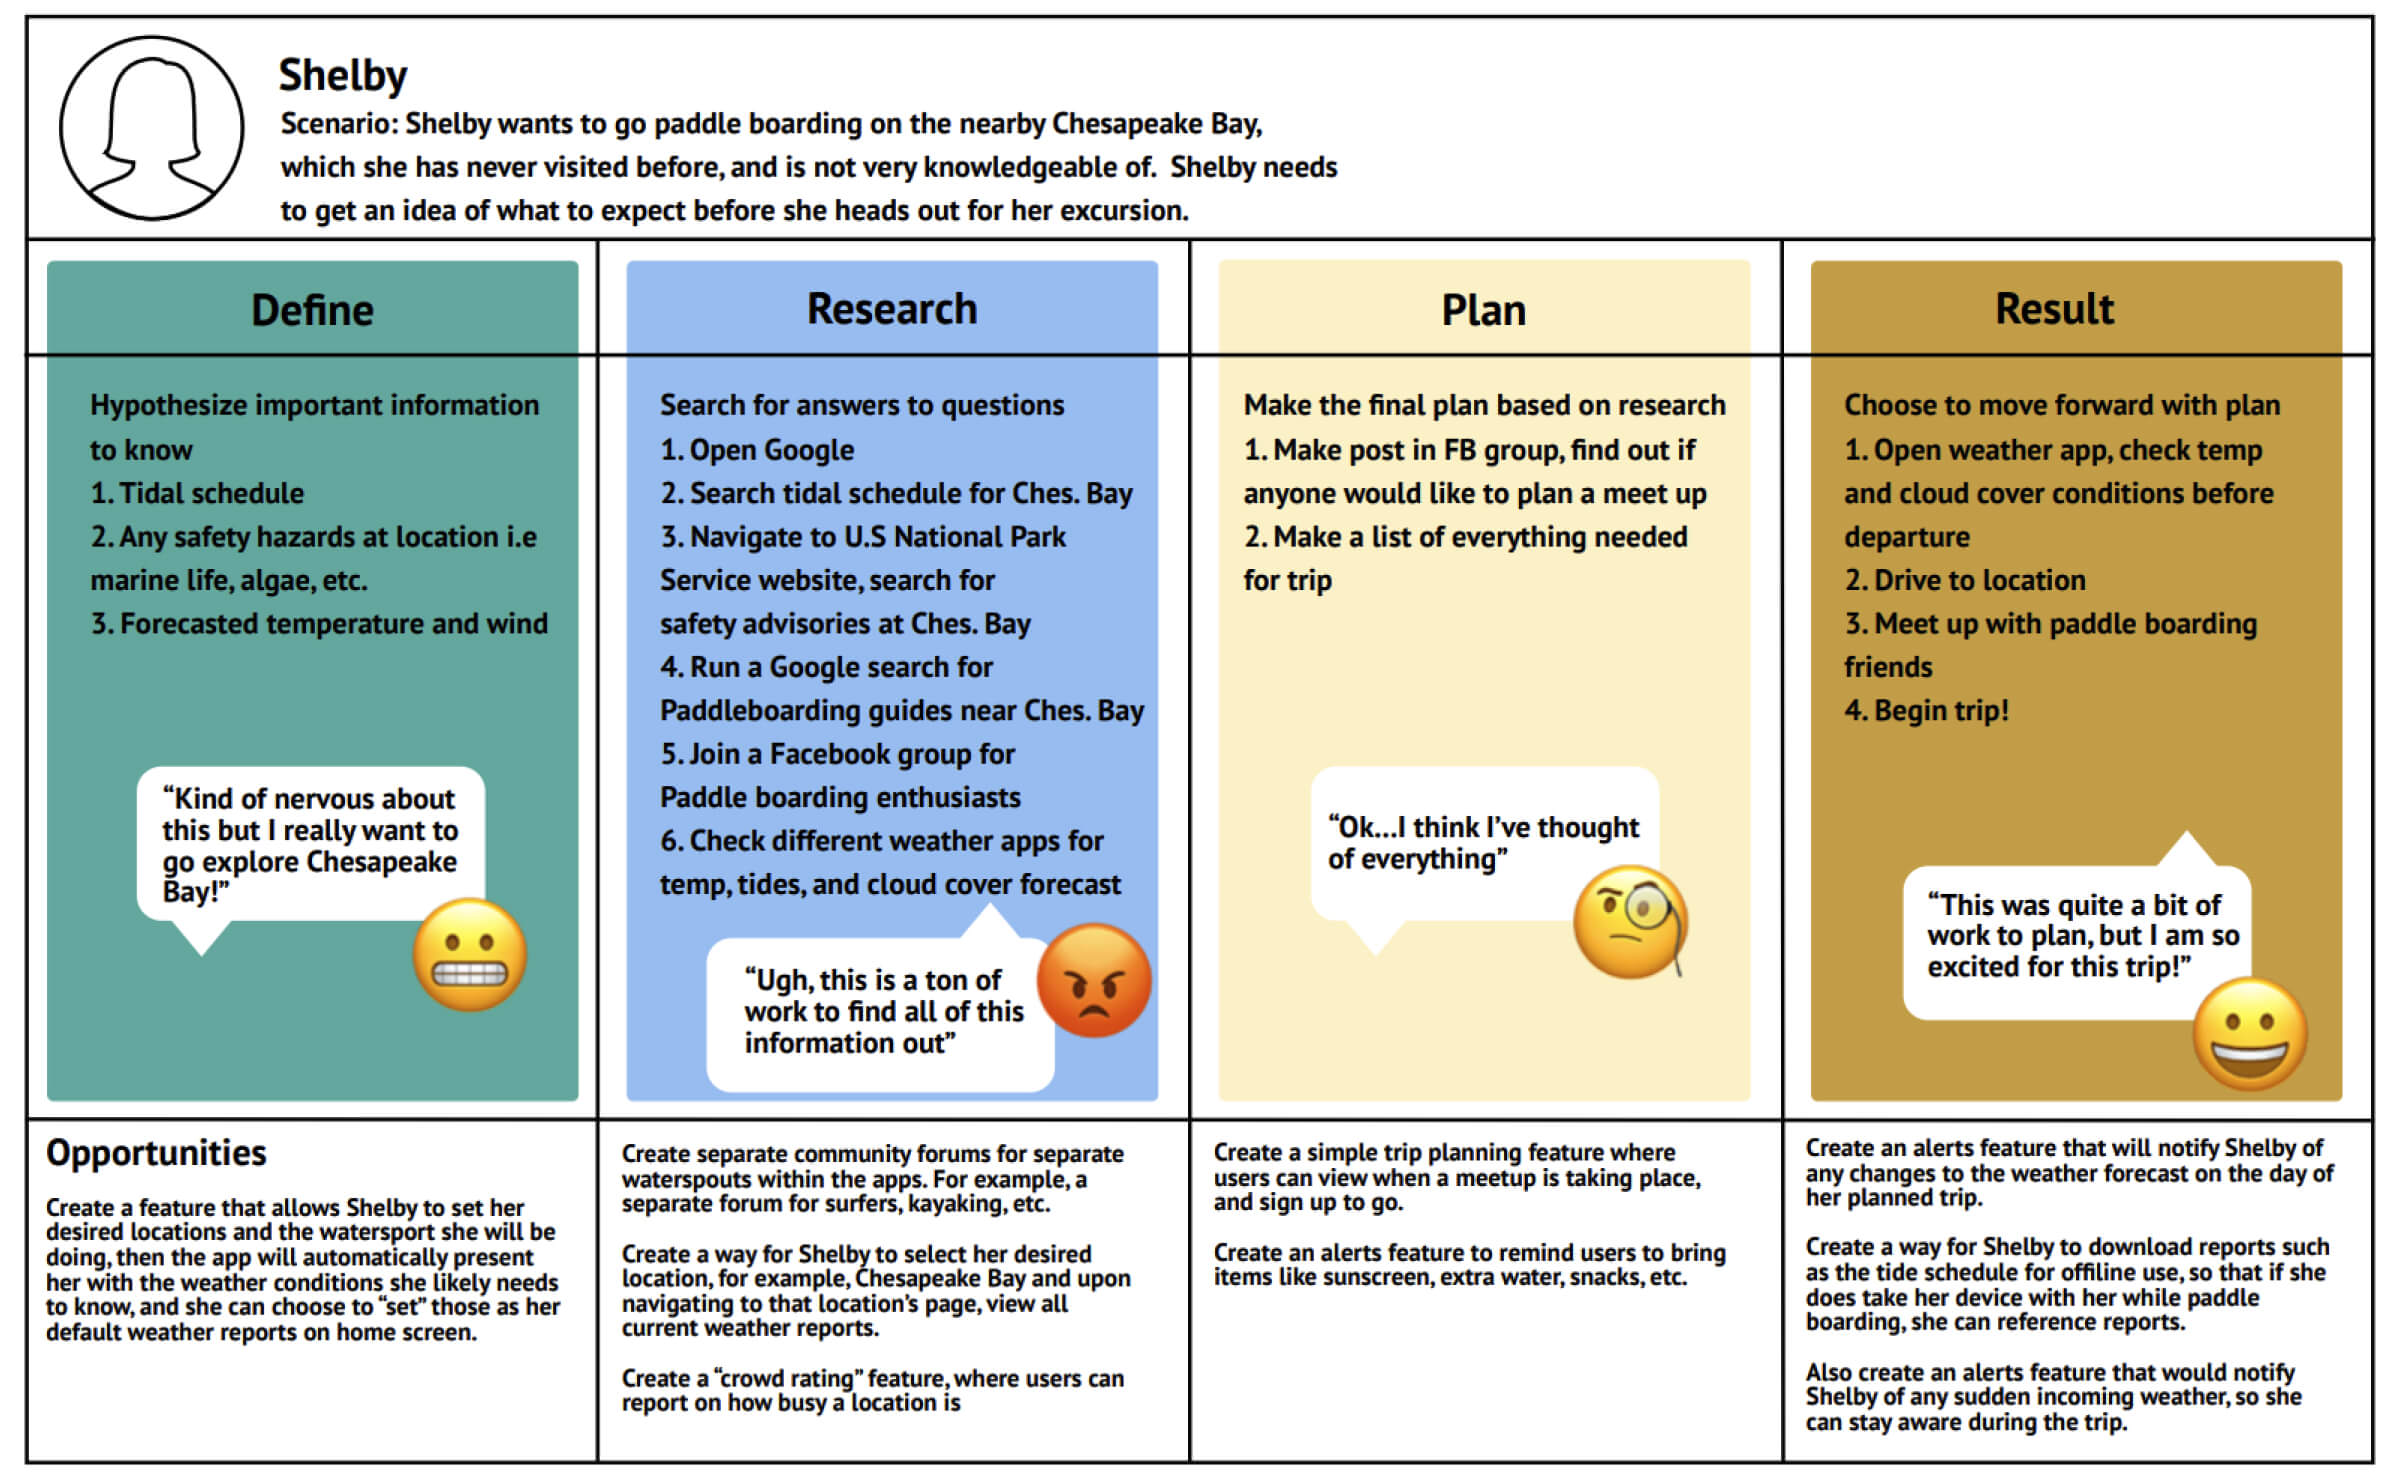 Shelby
Scenario: Shelby wants to go paddle boarding on the nearby Chesapeake Bay,
which she has never visited before, and is not very knowledgeable of.  Shelby needs
to get an idea of what to expect before she heads out for her excursion.
Define
Hypothesize important information
to know
1. Tidal schedule
2. Any safety hazards at location i.e
marine life, algae, etc.
3. Forecasted temperature and wind
“Kind of nervous about
this but I really want to
go explore Chesapeake
Bay!”
Research
Search for answers to questions
1. Open Google
2. Search tidal schedule for Ches. Bay
3. Navigate to U.S National Park
Service website, search for
safety advisories at Ches. Bay
4. Run a Google search for
Paddleboarding guides near Ches. Bay
5. Join a Facebook group for
Paddle boarding enthusiasts
6. Check different weather apps for
temp, tides, and cloud cover forecast
“Ugh, this is a ton of
work to find all of this
information out”
Plan
Make the final plan based on research
1. Make post in FB group, find out if
anyone would like to plan a meet up
2. Make a list of everything needed
for trip
“Ok...I think I’ve thought
of everything”
Result
Choose to move forward with plan
1. Open weather app, check temp
and cloud cover conditions before
departure
2. Drive to location
3. Meet up with paddle boarding
friends
4. Begin trip!
“This was quite a bit of
work to plan, but I am so
excited for this trip!”
Opportunities
Create a feature that allows Shelby to set her
desired locations and the watersport she will be
doing, then the app will automatically present
her with the weather conditions she likely needs
to know, and she can choose to “set” those as her
default weather reports on home screen.
Create separate community forums for separate
waterspouts within the apps. For example, a
separate forum for surfers, kayaking, etc.
Create a way for Shelby to select her desired
location, for example, Chesapeake Bay and upon
navigating to that location’s page, view all
current weather reports.
Create a “crowd rating” feature, where users can
report on how busy a location is
Create a simple trip planning feature where
users can view when a meetup is taking place,
and sign up to go.
Create an alerts feature to remind users to bring
items like sunscreen, extra water, snacks, etc.
Create an alerts feature that will notify Shelby of
any changes to the weather forecast on the day of
her planned trip.
Create a way for Shelby to download reports such
as the tide schedule for offiline use, so that if she
does take her device with her while paddle
boarding, she can reference reports.
Also create an alerts feature that would notify
Shelby of any sudden incoming weather, so she
can stay aware during the trip.